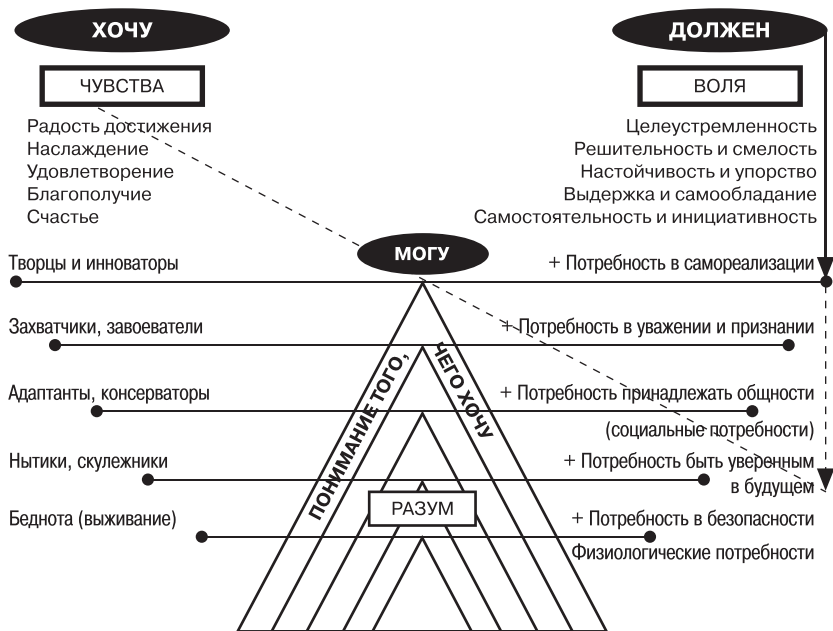 ХОЧУ
ДОЛЖЕН
ЧУВСТВА
ВОЛЯ
Радость достижения
Наслаждение
Удовлетворение
Благополучие
Счастье
Целеустремленность
Решительность и смелость
Настойчивость и упорство
Выдержка и самообладание
Самостоятельность и инициативность
МОГУ
Творцы и инноваторы
+ Потребность в самореализации
Захватчики, завоеватели
+ Потребность в уважении и признании
ПОНИМАНИЕ ТОГО,
ЧЕГО ХОЧУ
Адаптанты, консерваторы
+ Потребность принадлежать общности
(социальные потребности)
Нытики, скулежники
+ Потребность быть уверенным
в будущем
РАЗУМ
Беднота (выживание)
+ Потребность в безопасности
Физиологические потребности